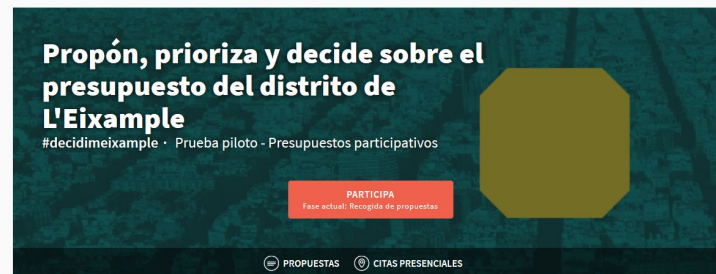 Propón, prioriza y decide sobre el
presupuesto del distrito de
L'Eixample
#decidimeixample · Prueba piloto - Presupuestos participativos
PARTICIPA
Fase actual: Recogida de propuestas
PROPUESTAS CITAS PRESENCIALES